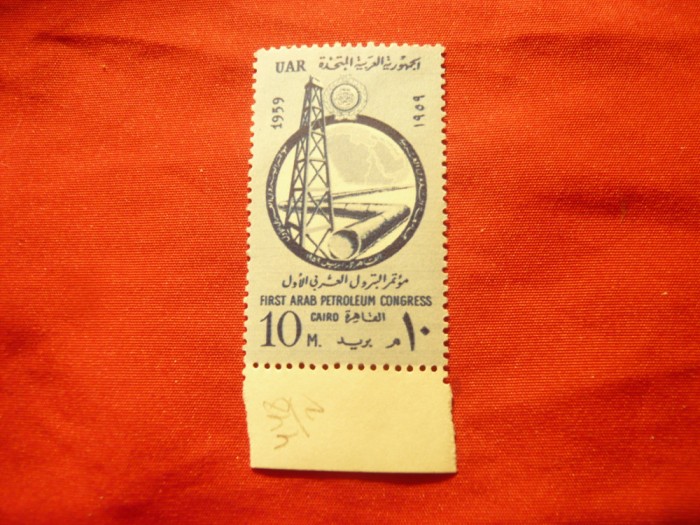 UAR الجمهورية العربية المتحدة
1959 ١٩٥٩
مؤتمر البترول العربي الأول
FIRST ARAB PETROLEUM CONGRESS
CAIRO القاهرة
10 M. بريد ١٠ م